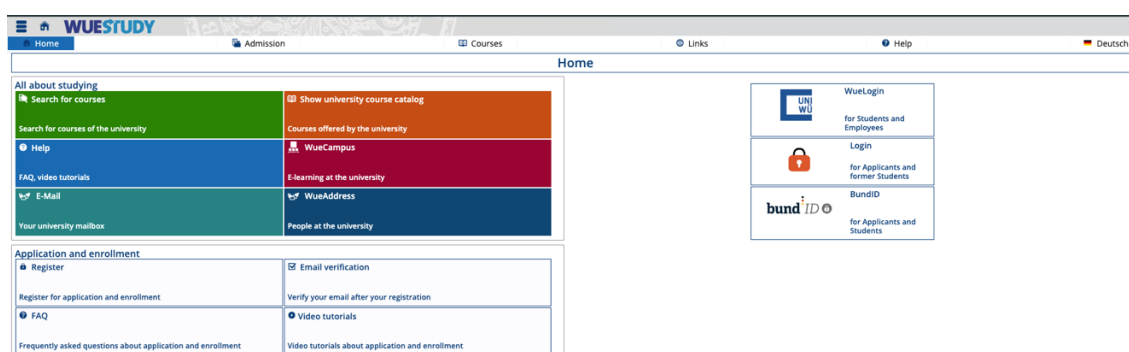 WUESTUDY
Home
Admission
Courses
Links
Help
Deutsch
Home
All about studying
Search for courses
Search for courses of the university
Show university course catalog
Courses offered by the university
Help
FAQ, video tutorials
WueCampus
E-learning at the university
E-Mail
Your university mailbox
WueAddress
People at the university
Application and enrollment
Register
Register for application and enrollment
Email verification
Verify your email after your registration
FAQ
Frequently asked questions about application and enrollment
Video tutorials
Video tutorials about application and enrollment
UNI
WÜ
WueLogin
for Students and
Employees
Login
for Applicants and
former Students
bund ID
BundID
for Applicants and
Students